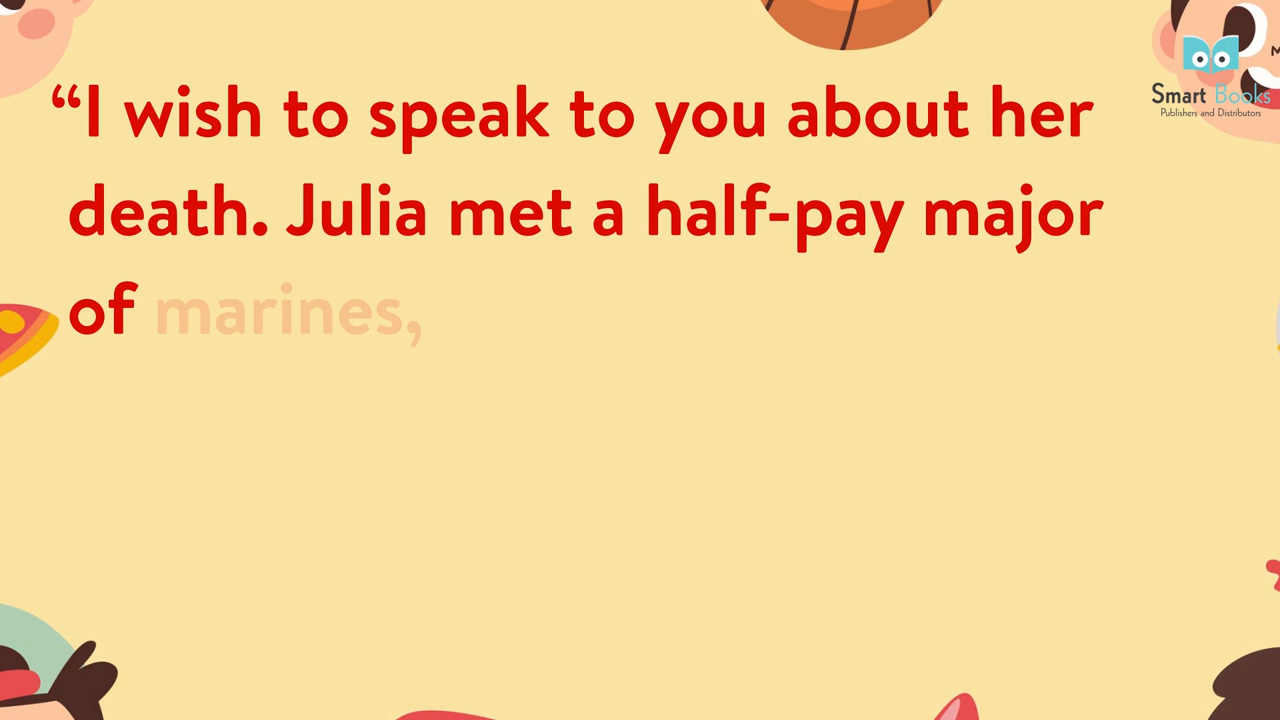 “I wish to speak to you about her
death. Julia met a half-pay major
of marines,
M
Smart Books
Publishers and Distributors